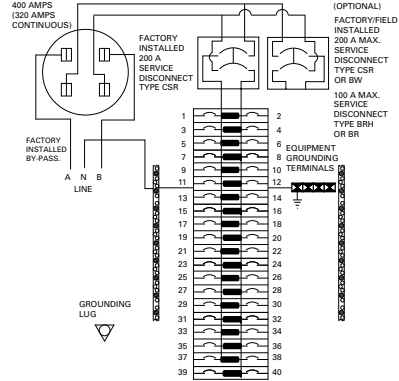 400 AMPS
(320 AMPS
CONTINUOUS)
FACTORY
INSTALLED
200 A
SERVICE
DISCONNECT
TYPE CSR
(OPTIONAL)
FACTORY/FIELD
INSTALLED
200 A MAX.
SERVICE
DISCONNECT
TYPE CSR
OR BW
100 A MAX.
SERVICE
DISCONNECT
TYPE BRH
OR BR
FACTORY
INSTALLED
BY-PASS.
A N B
LINE
EQUIPMENT
GROUNDING
TERMINALS
1 2
3 4
5 6
7 8
9 10
11 12
13 14
15 16
17 18
19 20
21 22
23 24
25 26
27 28
29 30
31 32
33 34
35 36
37 38
39 40
GROUNDING
LUG